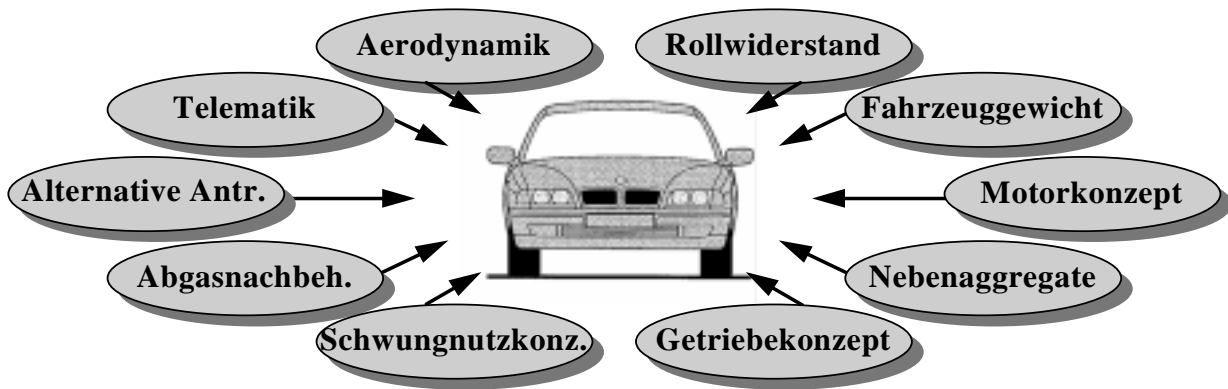 Aerodynamik
Rollwiderstand
Telematik
Fahrzeuggewicht
Alternative Antr.
Motorkonzept
Abgasnachbeh.
Nebenaggregate
Schwungnutzkonz.
Getriebekonzept